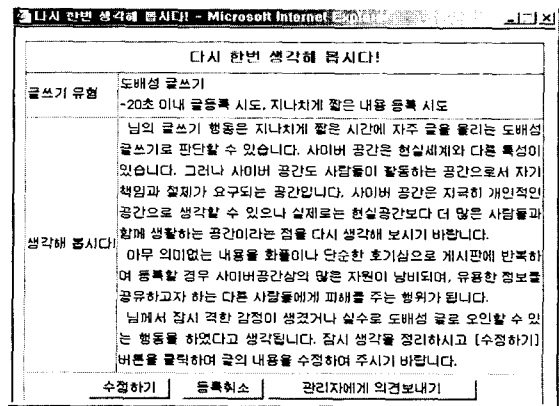 다시 한번 생각해 봅시다! - Microsoft Internet Explorer
다시 한번 생각해 봅시다!
글쓰기 유형
도배성 글쓰기
-20초 이내 글등록 시도, 지나치게 짧은 내용 등록 시도
님의 글쓰기 행동은 지나치게 짧은 시간에 자주 글을 올리는 도배성
글쓰기로 판단할 수 있습니다. 사이버 공간은 현실세계와 다른 특성이
있습니다. 그러나 사이버 공간도 사람들이 활동하는 공간으로서 자기
책임과 절제가 요구되는 공간입니다. 사이버 공간은 지극히 개인적인
공간으로 생각할 수 있으나 실제로는 현실공간보다 더 많은 사람들과
생각해 봅시다!
함께 생활하는 공간이라는 점을 다시 생각해 보시기 바랍니다.
아무 의미없는 내용을 화풀이나 단순한 호기심으로 게시판에 반복하
여 등록할 경우 사이버공간상의 많은 자원이 낭비되며, 유용한 정보를
공유하고자 하는 다른 사람들에게 피해를 주는 행위가 됩니다.
님께서 잠시 격한 감정이 생겼거나 실수로 도배성 글로 오인할 수 있
는 행동을 하였다고 생각됩니다. 잠시 생각을 정리하시고 [수정하기]
버튼을 클릭하여 글의 내용을 수정하여 주시기 바랍니다.
수정하기 등록취소 관리자에게 의견보내기